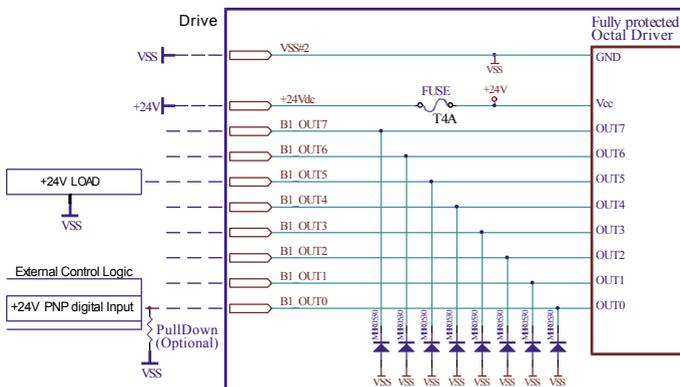 Drive
Fully protected
Octal Driver
VSS
VSS#2
VSS
GND
+24V
+24Vdc
FUSE
T4A
+24V
Vcc
B1_OUT7
OUT7
B1_OUT6
OUT6
+24V LOAD
B1_OUT5
OUT5
B1_OUT4
OUT4
VSS
B1_OUT3
OUT3
B1_OUT2
OUT2
External Control Logic
B1_OUT1
OUT1
+24V PNP digital Input
B1_OUT0
OUT0
PullDown
(Optional)
VSS
VSS
VSS
VSS
VSS
VSS
VSS
VSS
VSS